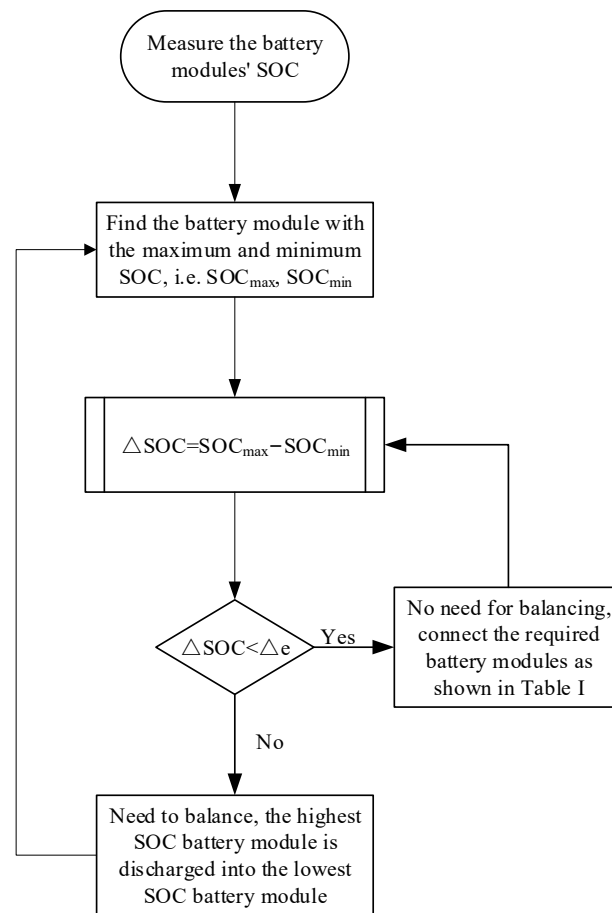 Measure the battery
modules' SOC
Find the battery module with
the maximum and minimum
SOC, i.e. SOCmax, SOCmin
△SOC=SOCmax−SOCmin
△SOC<△e
Yes
No need for balancing,
connect the required
battery modules as
shown in Table I
No
Need to balance, the highest
SOC battery module is
discharged into the lowest
SOC battery module